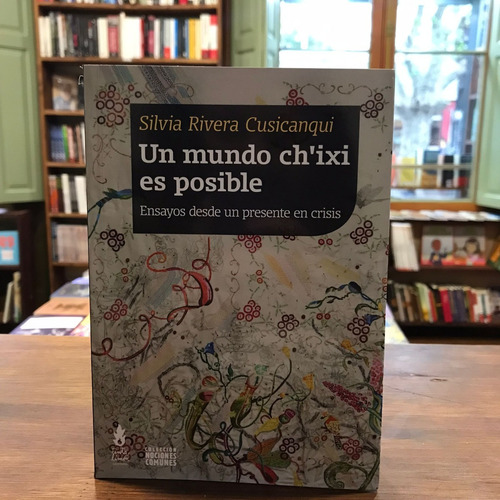 Silvia Rivera Cusicanqui
Un mundo ch'ixi
es posible
Ensayos desde un presente en crisis
COLECCIÓN
NOCIONES
COMUNES